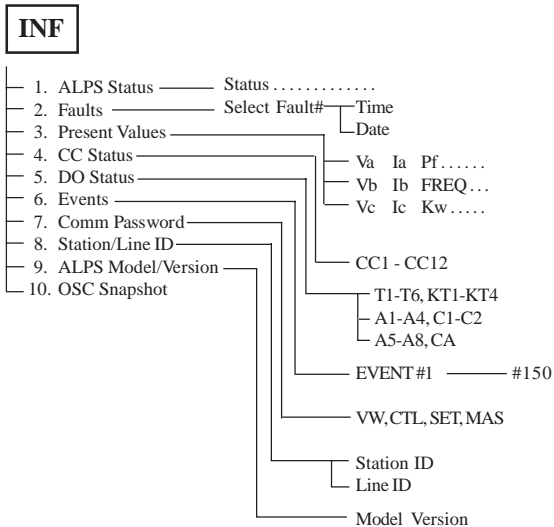 INF
1. ALPS Status Status . . . . . . . . . . . . .
2. Faults Select Fault# Time
Date
3. Present Values
4. CC Status
5. DO Status
6. Events
7. Comm Password
8. Station/Line ID
9. ALPS Model/Version
10. OSC Snapshot
Va Ia Pf . . . . . .
Vb Ib FREQ . . .
Vc Ic Kw . . . . .
CC1 - CC12
T1-T6, KT1-KT4
A1-A4, C1-C2
A5-A8, CA
EVENT #1 #150
VW, CTL, SET, MAS
Station ID
Line ID
Model Version